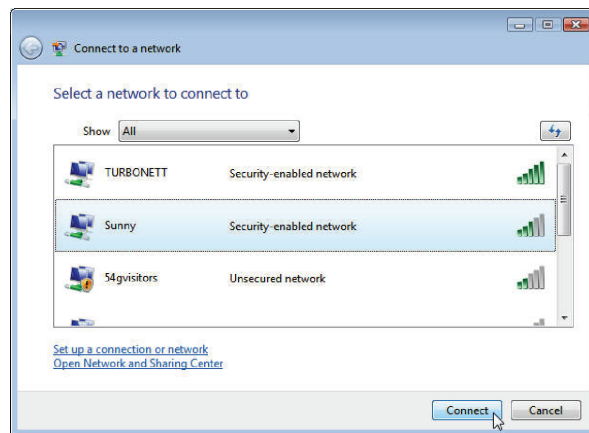 Connect to a network
Select a network to connect to
Show All
TURBONETT Security-enabled network
Sunny Security-enabled network
54gvisitors Unsecured network
Set up a connection or network
Open Network and Sharing Center
Connect Cancel